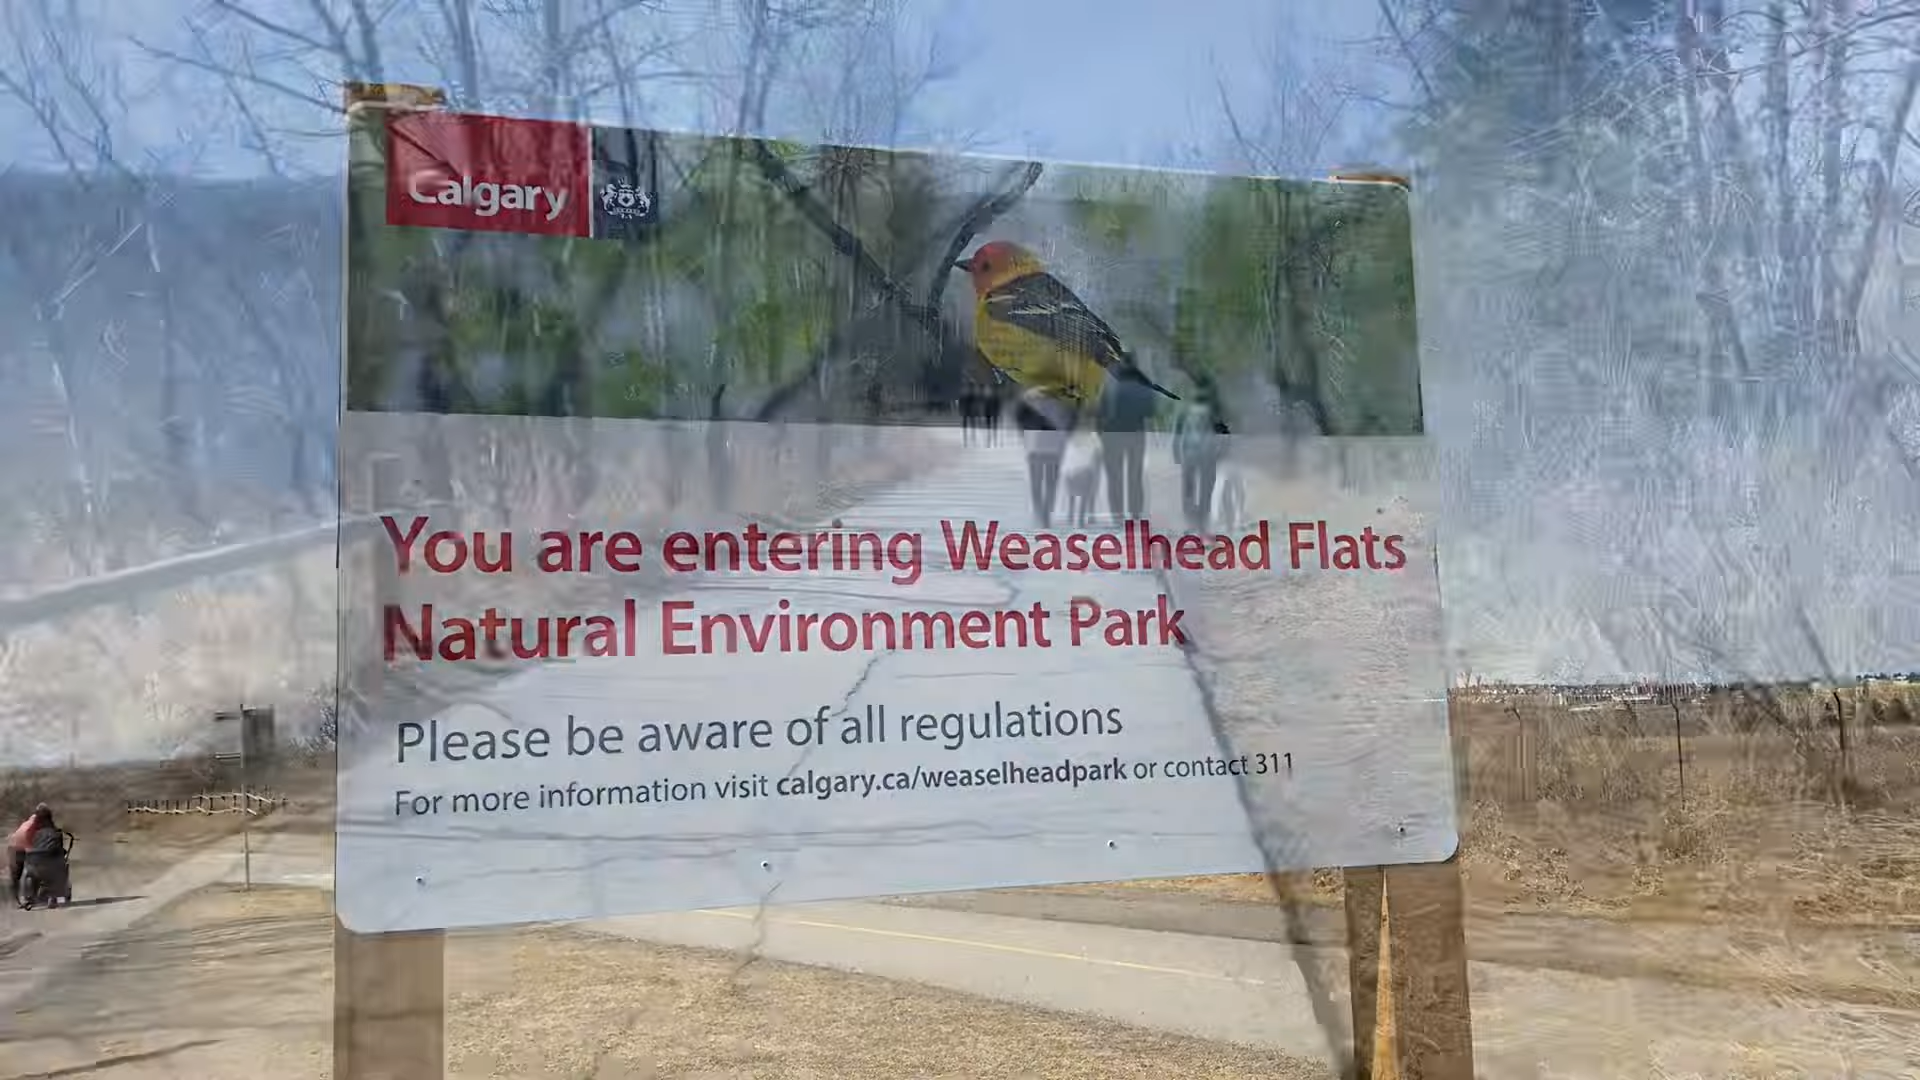 Calgary
You are entering Weaselhead Flats
Natural Environment Park
Please be aware of all regulations
For more information visit calgary.ca/weaselheadpark or contact 311